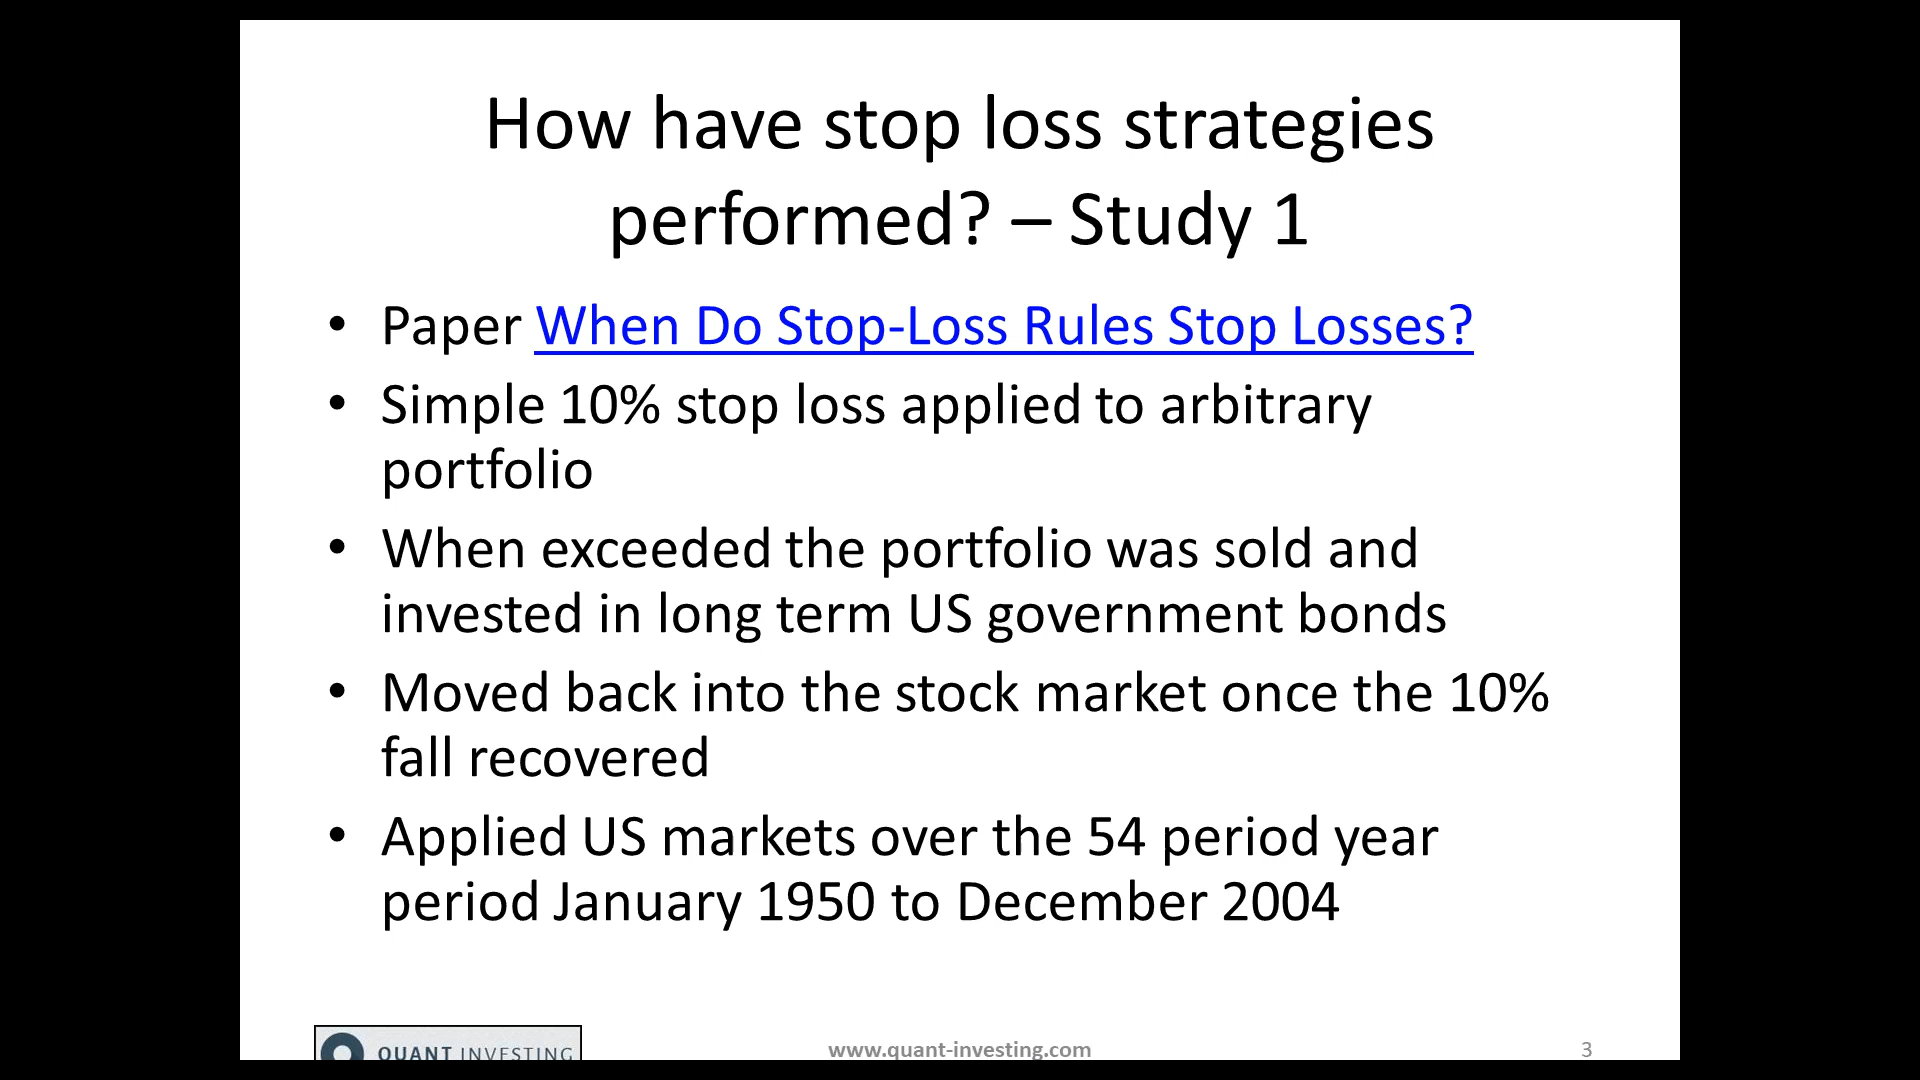 How have stop loss strategies
performed? – Study 1
• Paper When Do Stop-Loss Rules Stop Losses?
• Simple 10% stop loss applied to arbitrary
portfolio
• When exceeded the portfolio was sold and
invested in long term US government bonds
• Moved back into the stock market once the 10%
fall recovered
• Applied US markets over the 54 period year
period January 1950 to December 2004
QUANT INVESTING
www.quant-investing.com
3